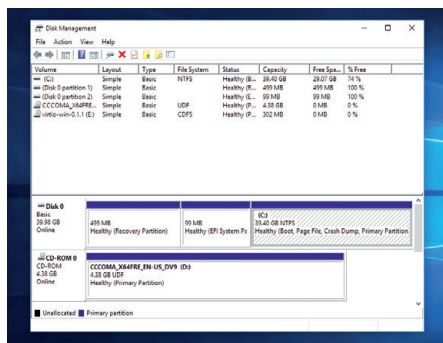 Disk Management
File Action View Help
Volume Layout Type File System Status Capacity Free Spa... % Free
(C:) Simple Basic NTFS Healthy (B... 39.40 GB 29.07 GB 74 %
(Disk 0 partition 1) Simple Basic Healthy (R... 499 MB 499 MB 100 %
(Disk 0 partition 2) Simple Basic Healthy (E... 99 MB 99 MB 100 %
CCCOMA_X64FRE... Simple Basic UDF Healthy (P... 4.38 GB 0 MB 0 %
virtio-win-0.1.1 (E:) Simple Basic CDFS Healthy (P... 302 MB 0 MB 0 %
Disk 0
Basic
39.98 GB
Online
499 MB
Healthy (Recovery Partition)
99 MB
Healthy (EFI System Pa
(C:)
39.40 GB NTFS
Healthy (Boot, Page File, Crash Dump, Primary Partition
CD-ROM 0
CD-ROM
4.38 GB
Online
CCCOMA_X64FRE_EN-US_DV9 (D:)
4.38 GB UDF
Healthy (Primary Partition)
Unallocated Primary partition